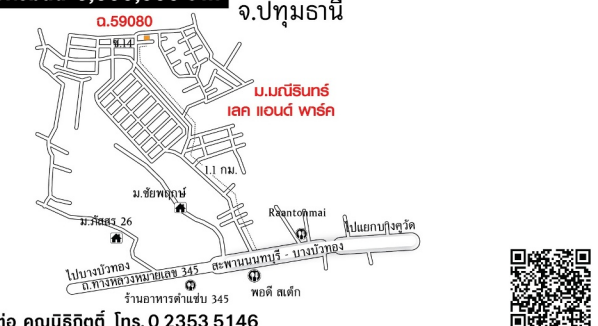 จ.ปทุมธานี
ฉ.59080
ซ.14
ม.มณีรินทร์
เลค แอนด์ พาร์ค
1.1 กม.
ม.ชัยพฤกษ์
ม.ภัสสร 26
Raantonmai
ไปแยกบางคูวัด
สะพานนนทบุรี - บางบัวทอง
ไปบางบัวทอง
ถ.ทางหลวงหมายเลข 345
พอดี สเต็ก
ร้านอาหารตำแซ่บ 345
คุณนิธิกิตติ์ โทร. 0 2353 5146